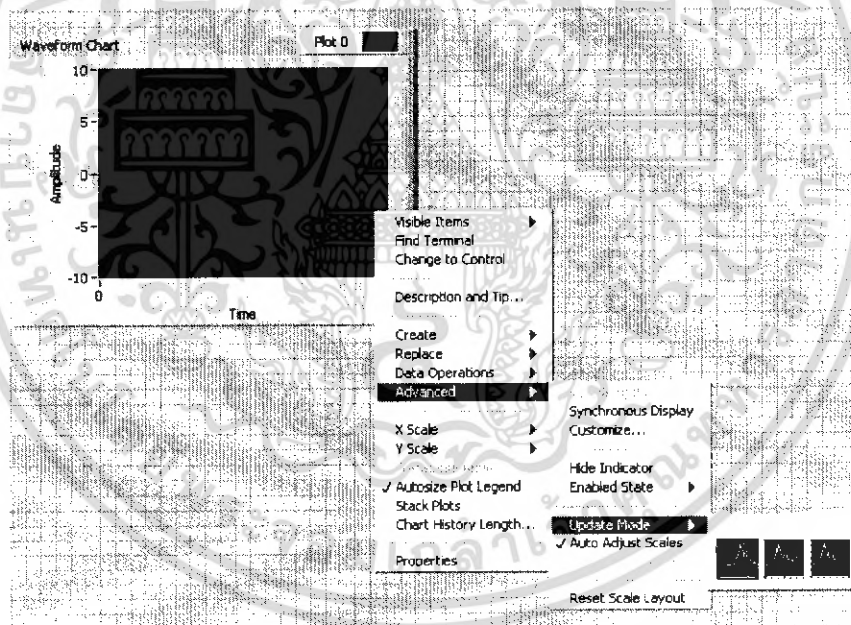 Waveform Chart
Plot 0
10
5
0
-5
-10
Amplitude
0
Time
Visible Items
Find Terminal
Change to Control
Description and Tip...
Create
Replace
Data Operations
Advanced
X Scale
Y Scale
Autosize Plot Legend
Stack Plots
Chart History Length...
Properties
Synchronous Display
Customize...
Hide Indicator
Enabled State
Update Mode
Auto Adjust Scales
Reset Scale Layout